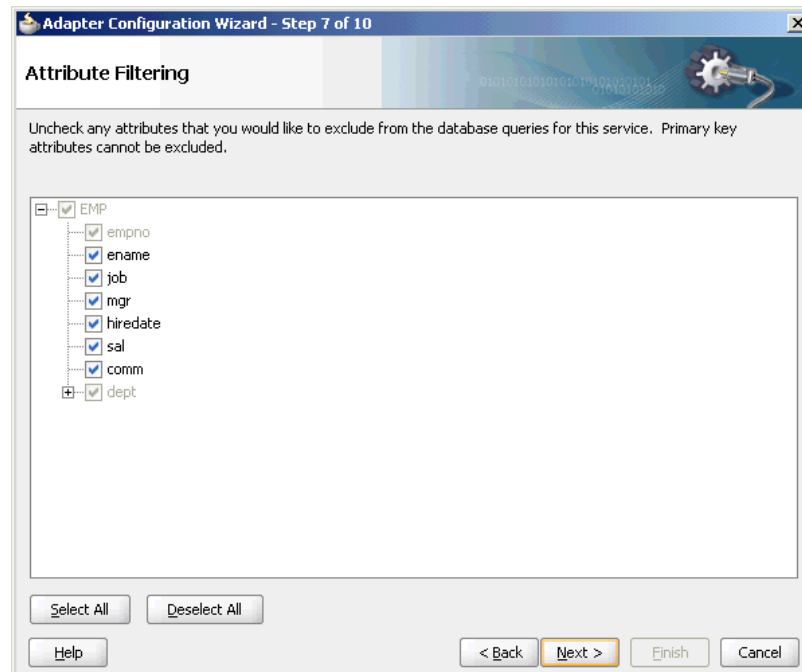 Adapter Configuration Wizard - Step 7 of 10
Attribute Filtering
Uncheck any attributes that you would like to exclude from the database queries for this service. Primary key
attributes cannot be excluded.
EMP
empno
ename
job
mgr
hiredate
sal
comm
dept
Select All Deselect All
Help < Back Next > Finish Cancel